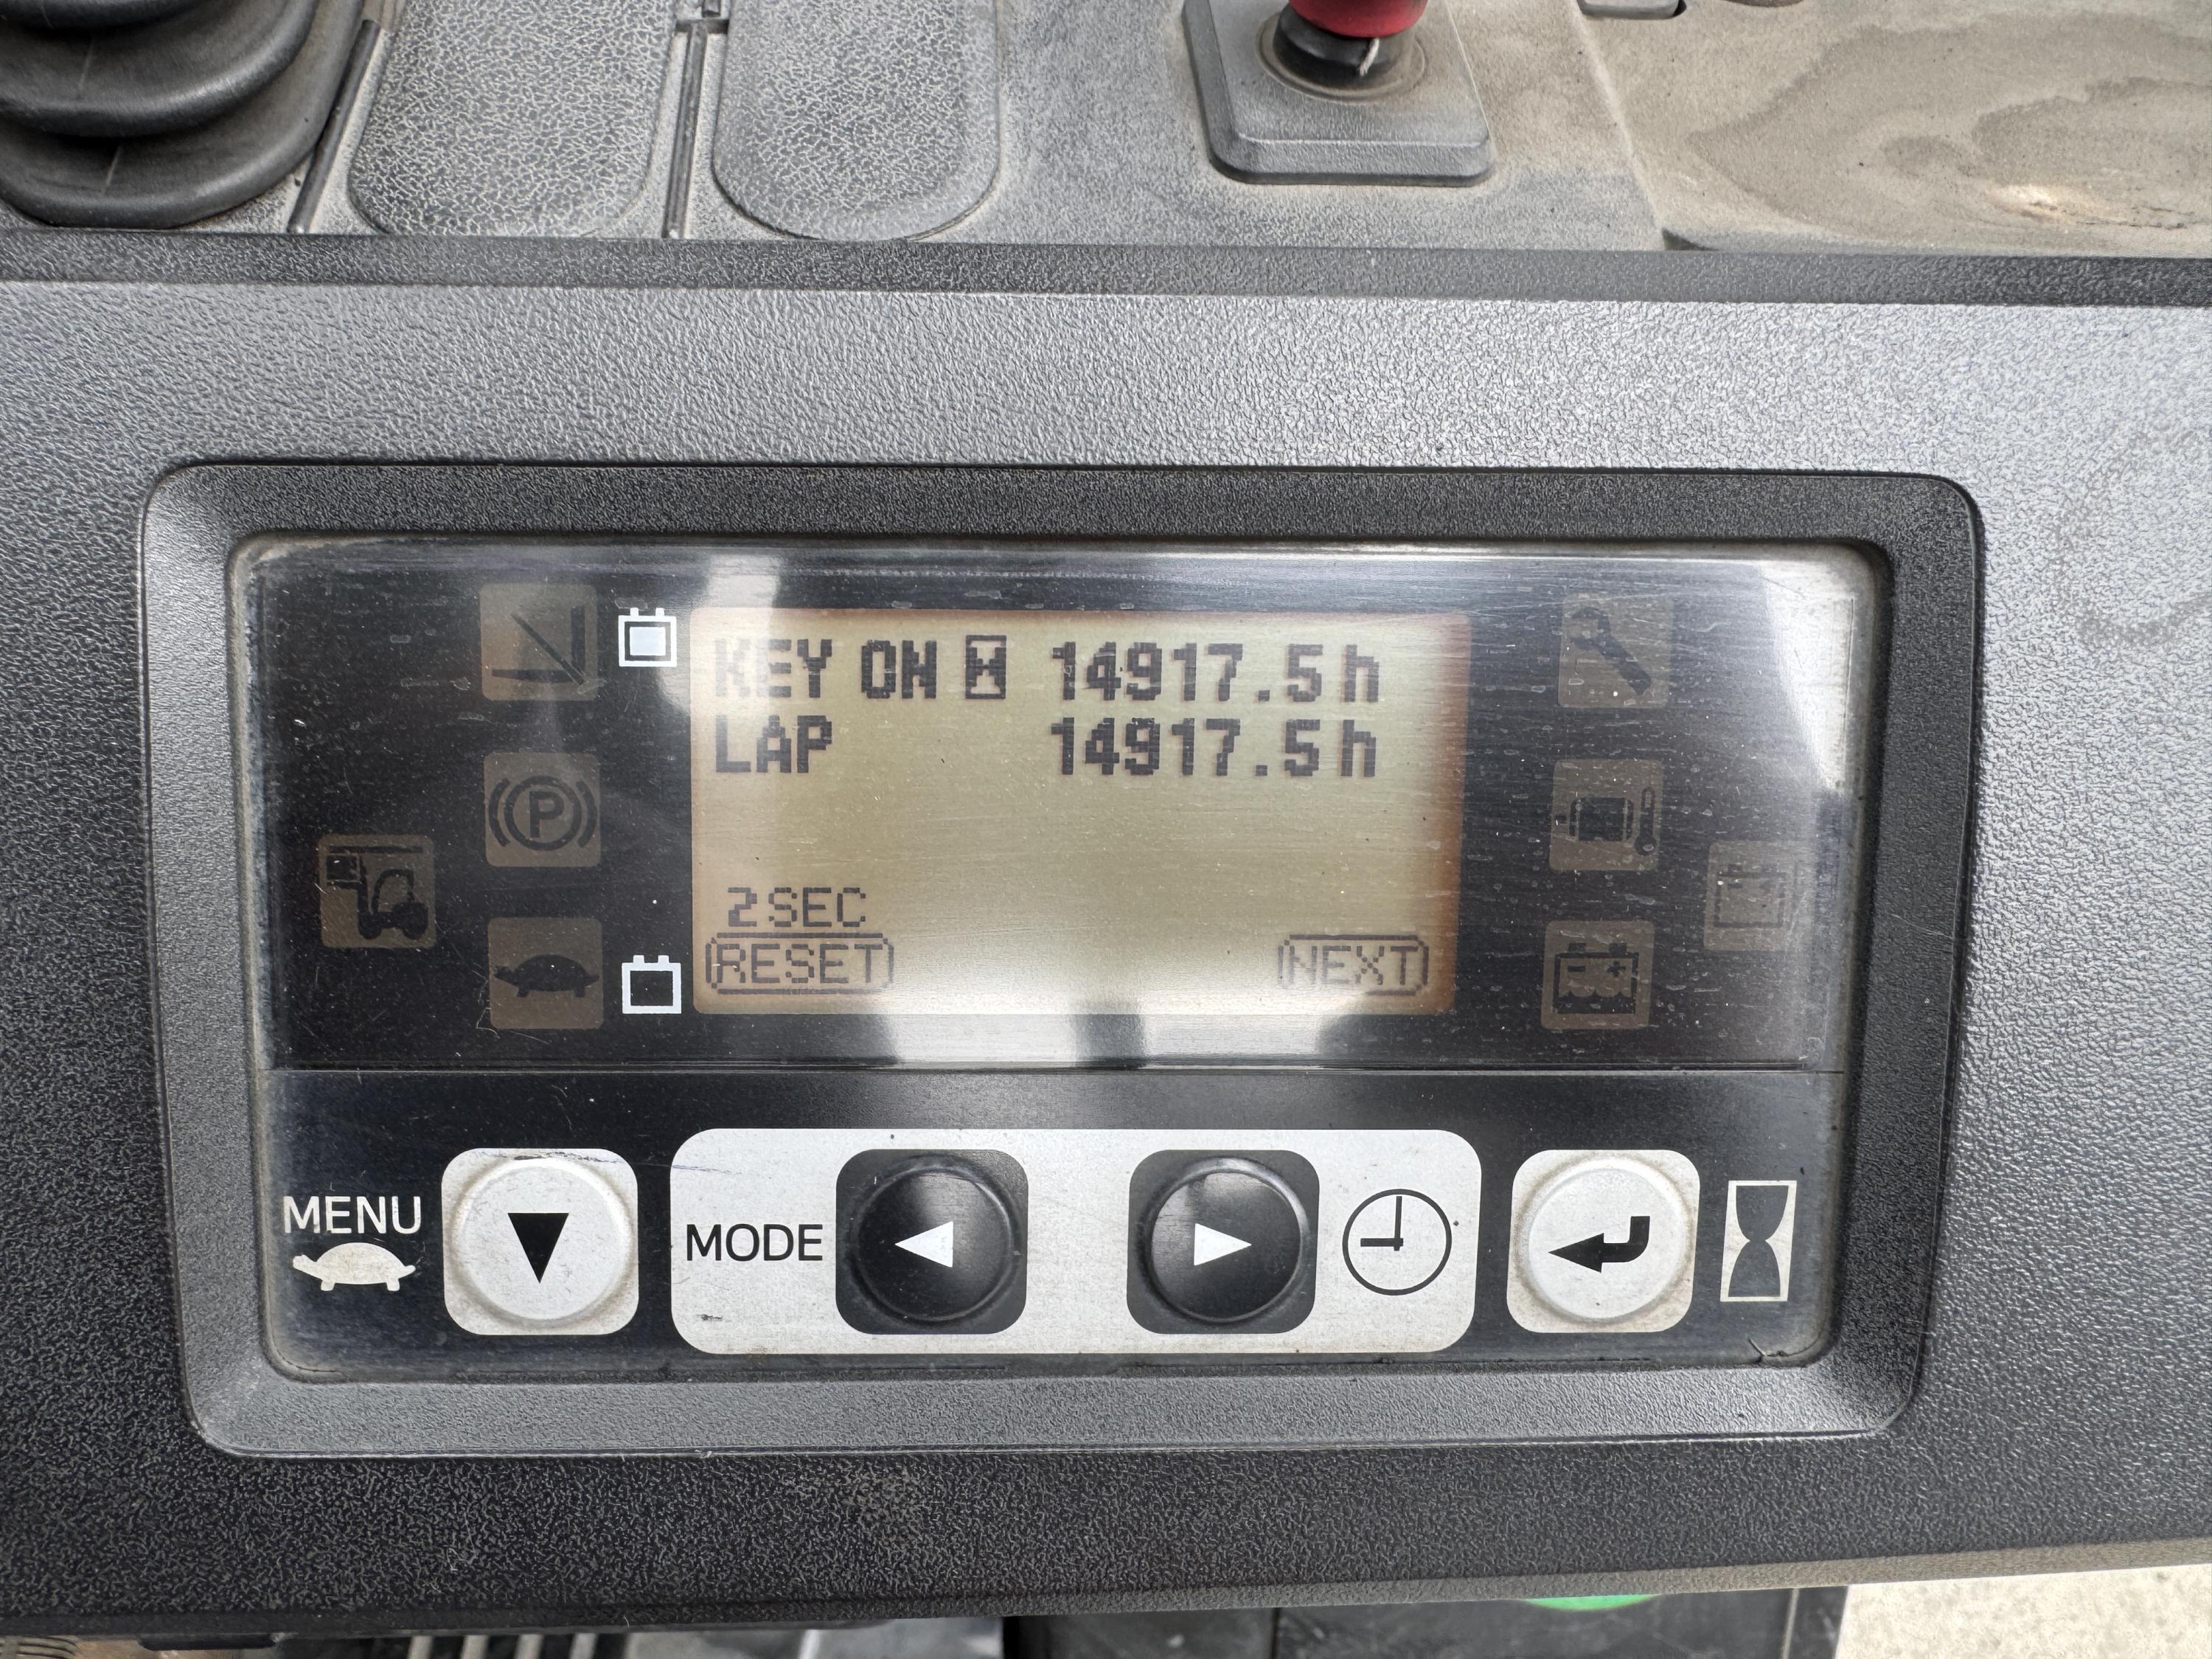 KEY ON 14917.5h
LAP 14917.5h
2SEC
RESET NEXT
P
MENU
MODE